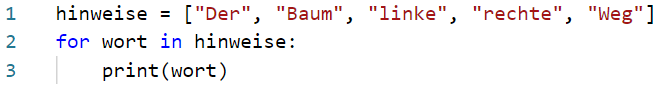 1 hinweise = ["Der", "Baum", "linke", "rechte", "Weg"]
2 for wort in hinweise:
3     print(wort)